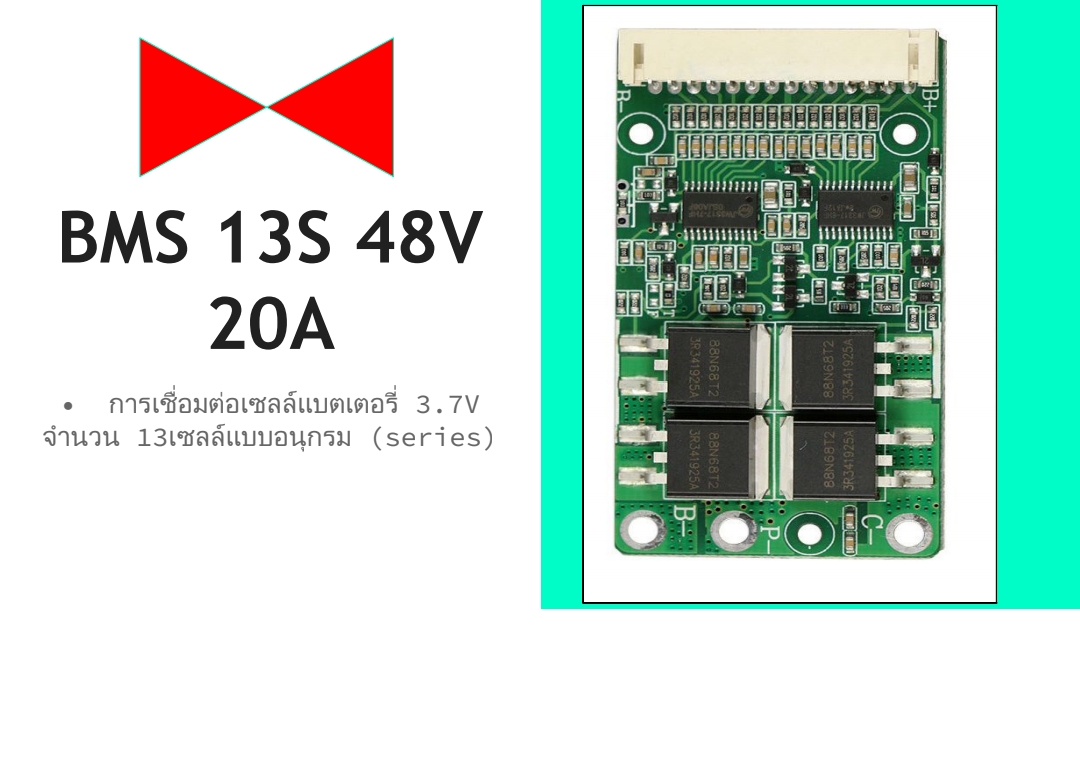 BMS 13S 48V
20A
• การเชื่อมต่อเซลล์แบตเตอรี่ 3.7V
จำนวน 13เซลล์แบบอนุกรม (series)
B-
B+
88N68T2
3R341925A
88N68T2
3R341925A
88N68T2
3R341925A
88N68T2
3R341925A
B-
P-
C-